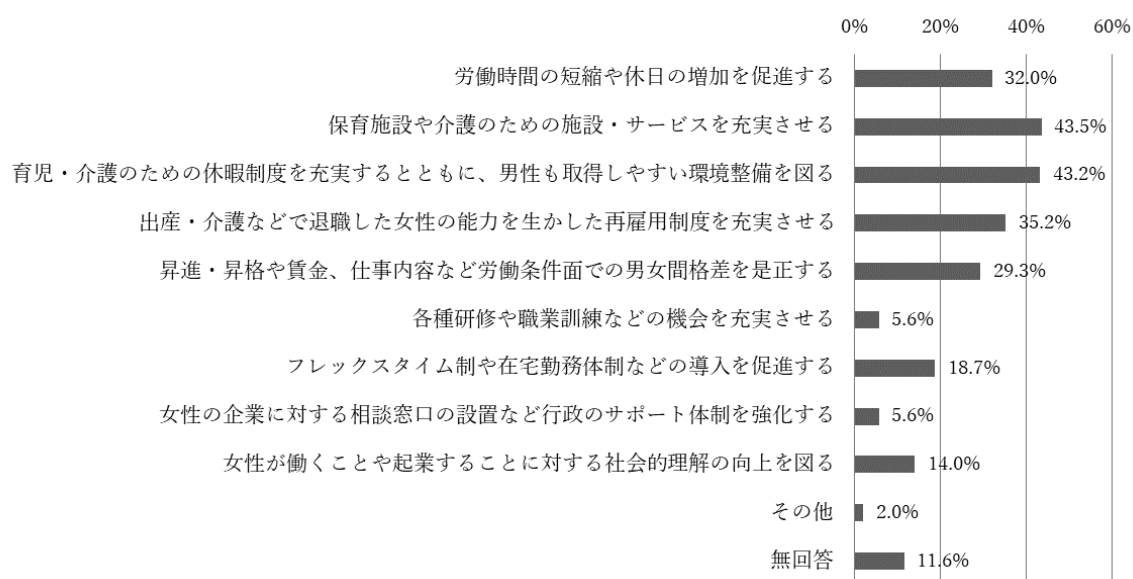 0% 20% 40% 60%
労働時間の短縮や休日の増加を促進する 32.0%
保育施設や介護のための施設・サービスを充実させる 43.5%
育児・介護のための休暇制度を充実するとともに、男性も取得しやすい環境整備を図る 43.2%
出産・介護などで退職した女性の能力を生かした再雇用制度を充実させる 35.2%
昇進・昇格や賃金、仕事内容など労働条件面での男女間格差を是正する 29.3%
各種研修や職業訓練などの機会を充実させる 5.6%
フレックスタイム制や在宅勤務体制などの導入を促進する 18.7%
女性の企業に対する相談窓口の設置など行政のサポート体制を強化する 5.6%
女性が働くことや起業することに対する社会的理解の向上を図る 14.0%
その他 2.0%
無回答 11.6%